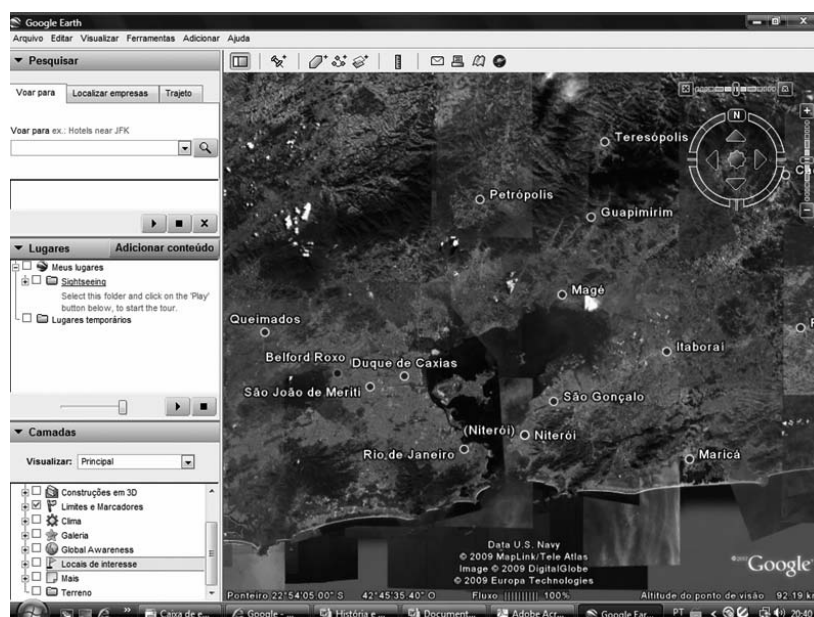 Google Earth
Arquivo Editar Visualizar Ferramentas Adicionar Ajuda
Pesquisar
Voar para Localizar empresas Trajeto
Voar para ex.: Hotels near JFK
Lugares Adicionar conteúdo
Meus lugares
Sightseeing
Select this folder and click on the 'Play'
button below, to start the tour.
Lugares temporários
Camadas
Visualizar: Principal
Construções em 3D
Limites e Marcadores
Clima
Galeria
Global Awareness
Locais de interesse
Mais
Terreno
N
Teresópolis
Petrópolis
Guapimirim
Magé
Queimados
Itaboraí
Belford Roxo
Duque de Caxias
São João de Meriti
São Gonçalo
(Niterói)
Niterói
Rio de Janeiro
Maricá
Data U.S. Navy
© 2009 MapLink/Tele Atlas
Image © 2009 DigitalGlobe
© 2009 Europa Technologies
Google
Ponteiro 22°54'05.00" S 42°45'35.40" O Fluxo 100% Altitude do ponto de visão 92.19 km
Caixa de e... Google - ... História e ... Document... Adobe Acr... Google Ear... PT 20:40